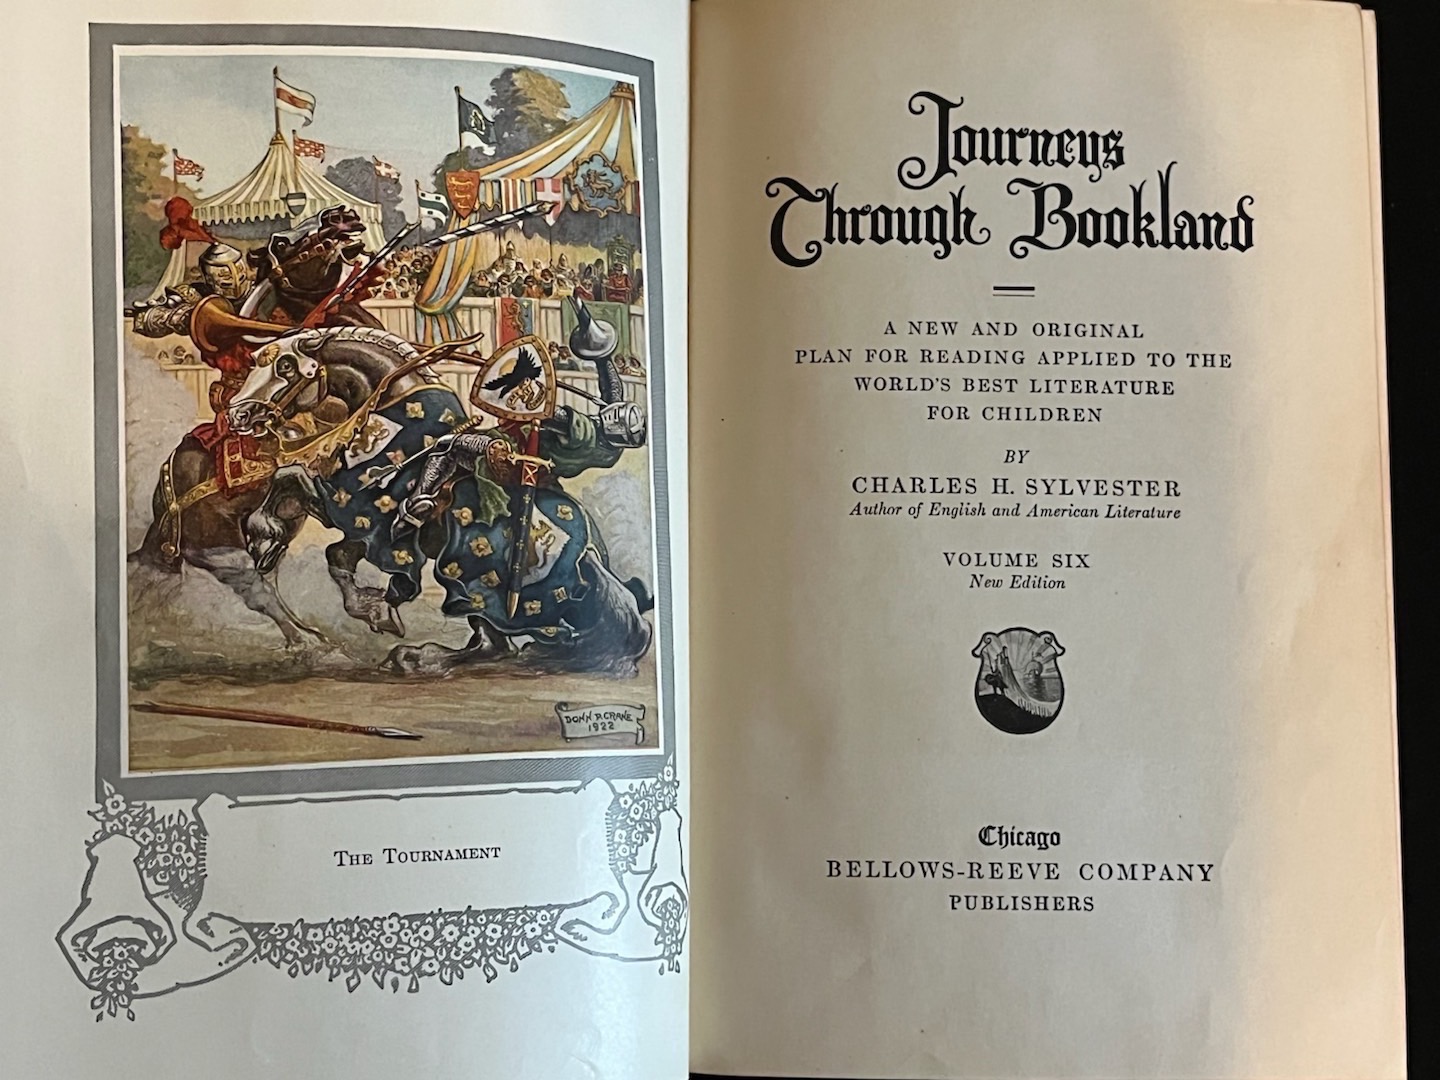 DONN P. CRANE
1922
THE TOURNAMENT
Journeys
Through Bookland
A NEW AND ORIGINAL
PLAN FOR READING APPLIED TO THE
WORLD'S BEST LITERATURE
FOR CHILDREN
BY
CHARLES H. SYLVESTER
Author of English and American Literature
VOLUME SIX
New Edition
Chicago
BELLOWS-REEVE COMPANY
PUBLISHERS